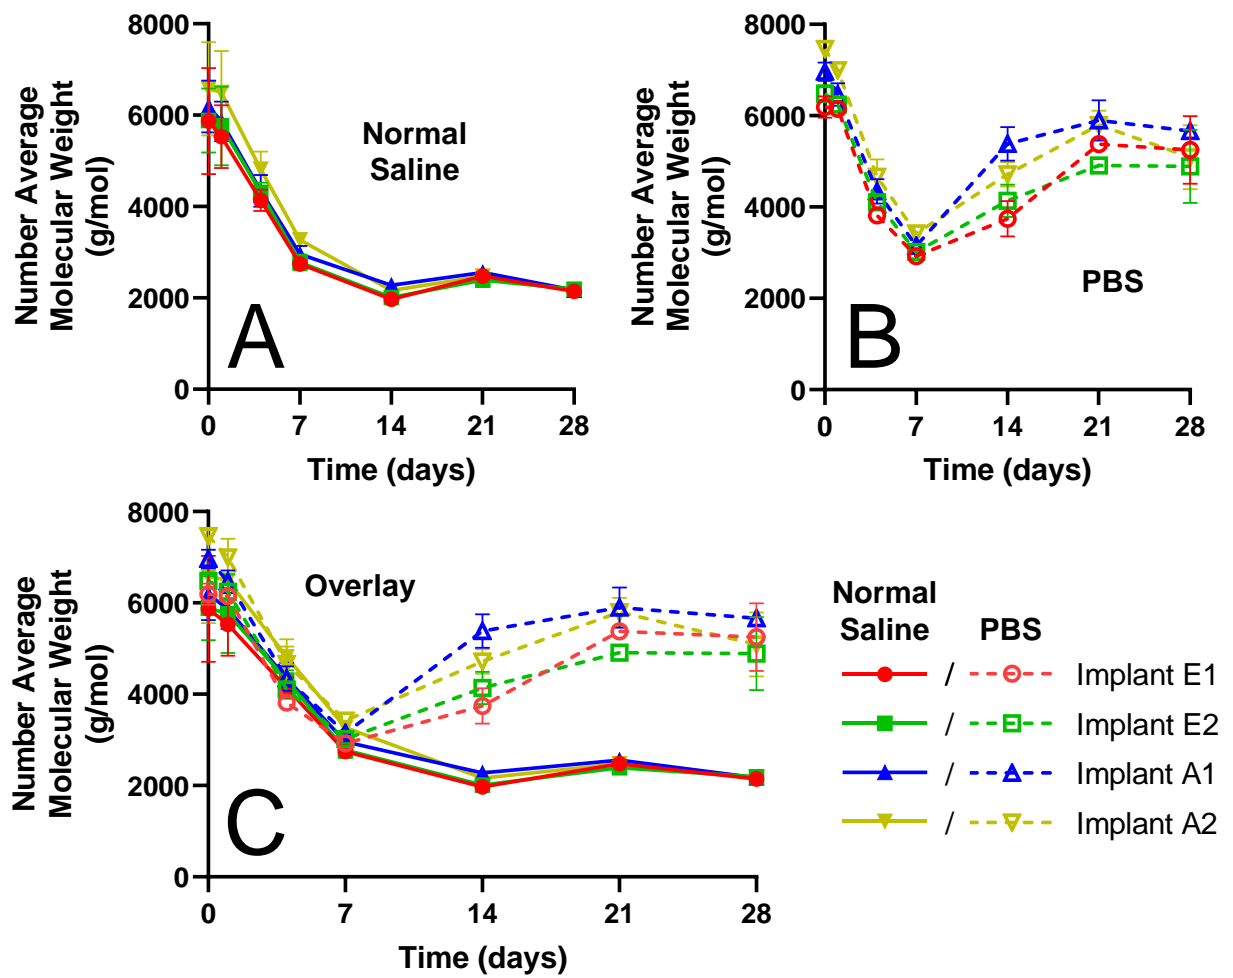 Number Average
Molecular Weight
(g/mol)
8000
6000
4000
2000
0
Normal
Saline
A
0 7 14 21 28
Time (days)
Number Average
Molecular Weight
(g/mol)
8000
6000
4000
2000
0
PBS
B
0 7 14 21 28
Time (days)
Number Average
Molecular Weight
(g/mol)
8000
6000
4000
2000
0
Overlay
C
0 7 14 21 28
Time (days)
Normal
Saline / PBS
/ Implant E1
/ Implant E2
/ Implant A1
/ Implant A2